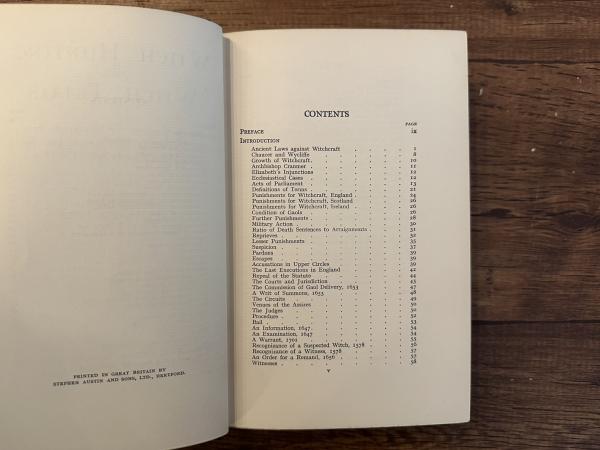 PRINTED IN GREAT BRITAIN BY
STEPHEN AUSTIN AND SONS, LTD., HERTFORD.
CONTENTS
PAGE
PREFACE ix
INTRODUCTION
Ancient Laws against Witchcraft 1
Chaucer and Wycliffe 8
Growth of Witchcraft 10
Archbishop Cranmer 11
Elizabeth's Injunctions 12
Ecclesiastical Cases 12
Acts of Parliament 13
Definitions of Terms 21
Punishments for Witchcraft, England 24
Punishments for Witchcraft, Scotland 26
Punishments for Witchcraft, Ireland 26
Condition of Gaols 26
Further Punishments 28
Military Action 30
Ratio of Death Sentences to Arraignments 31
Reprieves 32
Lesser Punishments 35
Suspicion 37
Pardons 39
Escapes 39
Accusations in Upper Circles 39
The Last Executions in England 42
Repeal of the Statute 44
The Courts and Jurisdiction 45
The Commission of Gaol Delivery, 1653 47
A Writ of Summons, 1653 48
The Circuits 49
Venues of the Assizes 50
The Judges 52
Procedure 52
Bail 53
An Information, 1647 54
An Examination, 1647 54
A Warrant, 1701 55
Recognisance of a Suspected Witch, 1578 56
Recognisance of a Witness, 1578 57
An Order for a Remand, 1656 57
Witnesses 58
v